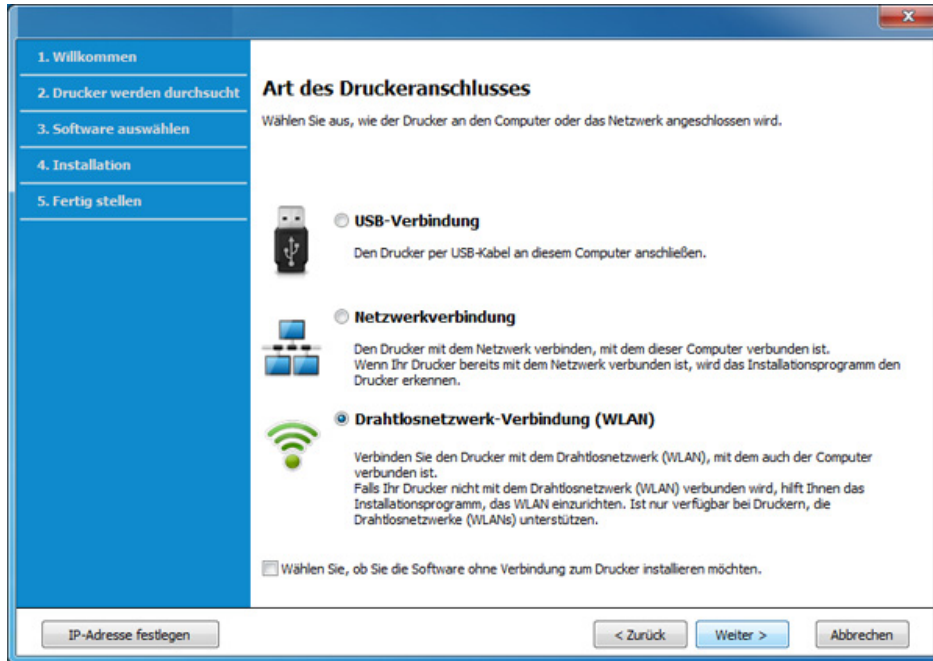 1. Willkommen
2. Drucker werden durchsucht
3. Software auswählen
4. Installation
5. Fertig stellen
Art des Druckeranschlusses
Wählen Sie aus, wie der Drucker an den Computer oder das Netzwerk angeschlossen wird.
USB-Verbindung
Den Drucker per USB-Kabel an diesem Computer anschließen.
Netzwerkverbindung
Den Drucker mit dem Netzwerk verbinden, mit dem dieser Computer verbunden ist.
Wenn Ihr Drucker bereits mit dem Netzwerk verbunden ist, wird das Installationsprogramm den
Drucker erkennen.
Drahtlosnetzwerk-Verbindung (WLAN)
Verbinden Sie den Drucker mit dem Drahtlosnetzwerk (WLAN), mit dem auch der Computer
verbunden ist.
Falls Ihr Drucker nicht mit dem Drahtlosnetzwerk (WLAN) verbunden wird, hilft Ihnen das
Installationsprogramm, das WLAN einzurichten. Ist nur verfügbar bei Druckern, die
Drahtlosnetzwerke (WLANs) unterstützen.
Wählen Sie, ob Sie die Software ohne Verbindung zum Drucker installieren möchten.
IP-Adresse festlegen
< Zurück
Weiter >
Abbrechen